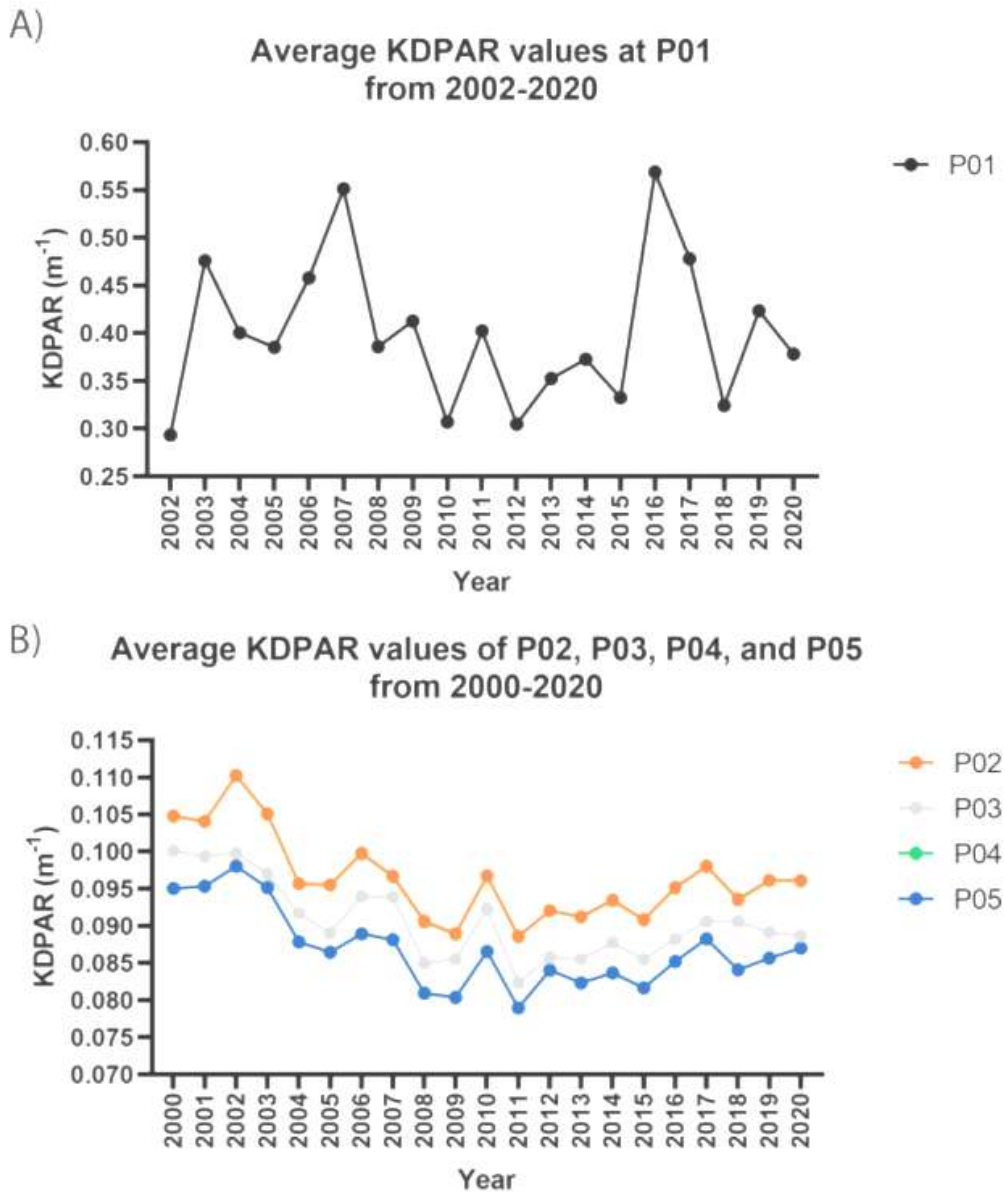 A)
Average KDPAR values at P01
from 2002-2020
0.60
0.55
0.50
0.45
0.40
0.35
0.30
0.25
KDPAR (m⁻¹)
P01
2002 2003 2004 2005 2006 2007 2008 2009 2010 2011 2012 2013 2014 2015 2016 2017 2018 2019 2020
Year
B)
Average KDPAR values of P02, P03, P04, and P05
from 2000-2020
0.115
0.110
0.105
0.100
0.095
0.090
0.085
0.080
0.075
0.070
KDPAR (m⁻¹)
P02
P03
P04
P05
2000 2001 2002 2003 2004 2005 2006 2007 2008 2009 2010 2011 2012 2013 2014 2015 2016 2017 2018 2019 2020
Year